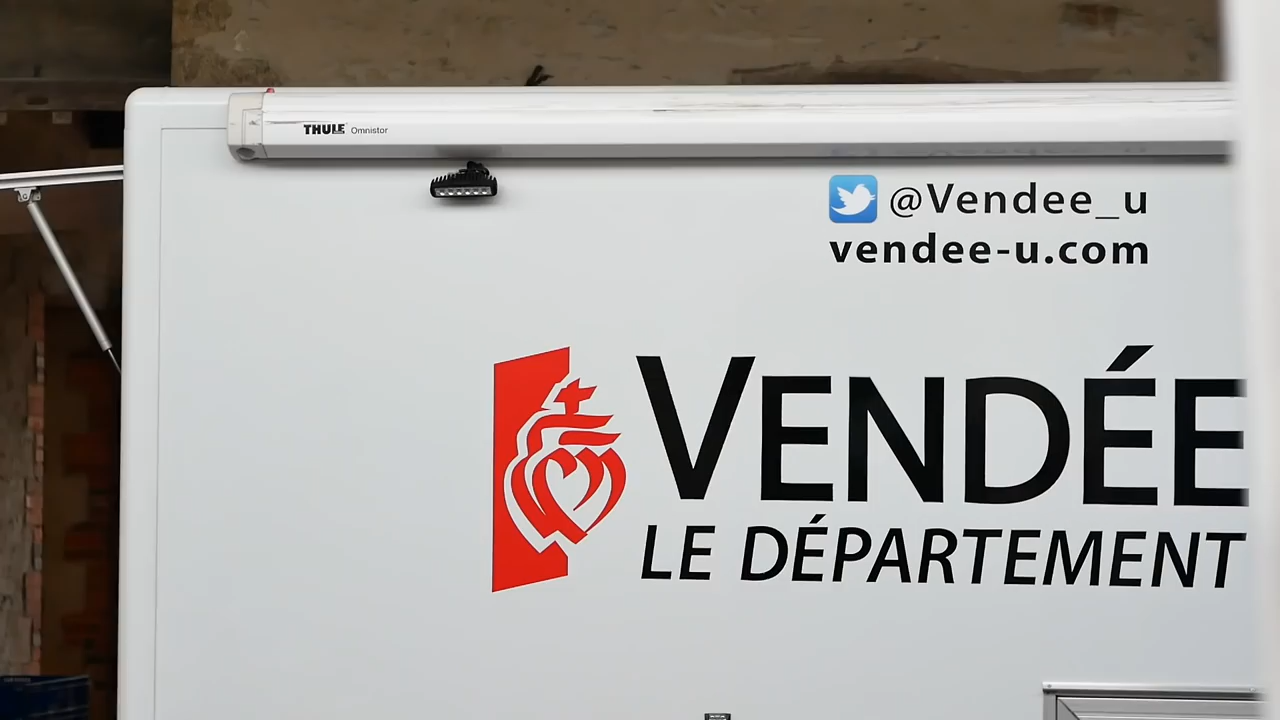 THULE Omnistor
@Vendee_u
vendee-u.com
VENDÉE
LE DÉPARTEMENT